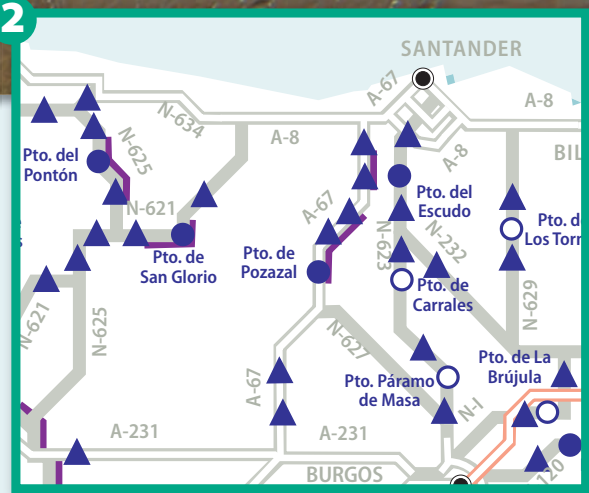 2
SANTANDER
A-67
N-634
A-8
A-8
A-8
N-625
Pto. del
Pontón
N-621
Pto. de
San Glorio
A-67
Pto. de
Pozazal
Pto. del
Escudo
N-623
N-232
Pto. de
Carrales
N-629
N-621
N-625
N-627
A-67
Pto. Páramo
de Masa
Pto. de La
Brújula
N-I
A-231
A-231
BURGOS
120